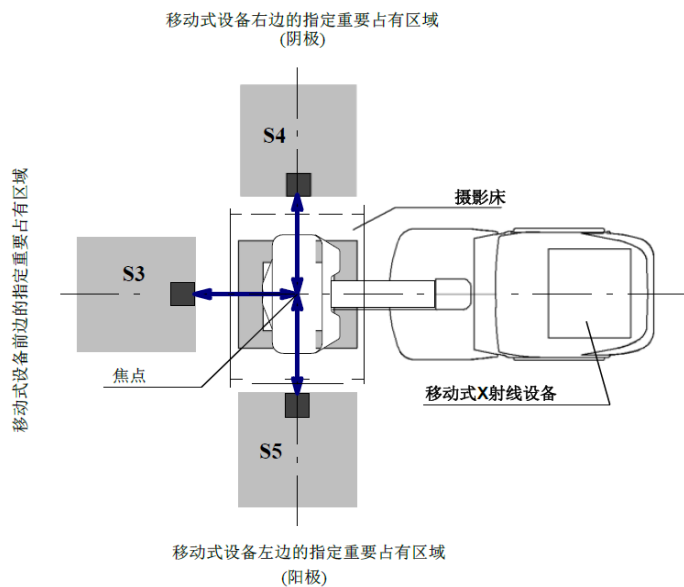 移动式设备右边的指定重要占有区域
(阴极)
S4
摄影床
移动式设备前边的指定重要占有区域
S3
焦点
移动式X射线设备
S5
移动式设备左边的指定重要占有区域
(阳极)